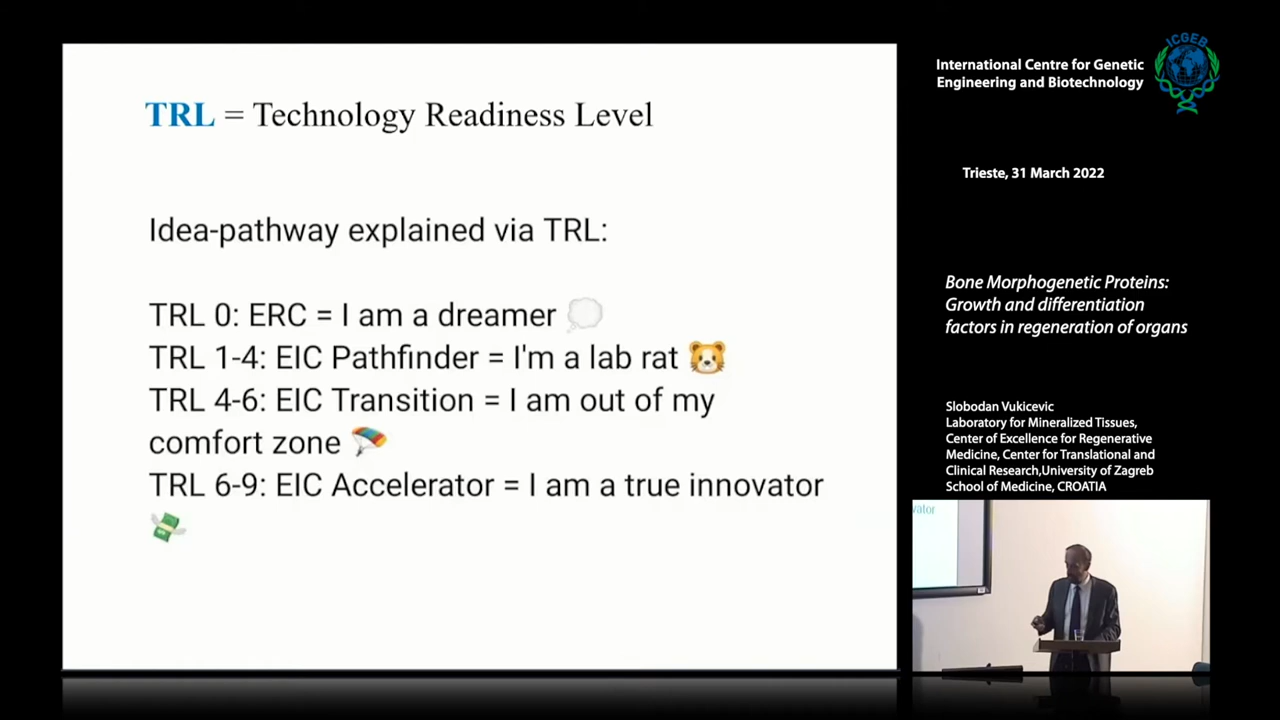 TRL = Technology Readiness Level
Idea-pathway explained via TRL:
TRL 0: ERC = I am a dreamer 💭
TRL 1-4: EIC Pathfinder = I'm a lab rat 🐹
TRL 4-6: EIC Transition = I am out of my
comfort zone 🪂
TRL 6-9: EIC Accelerator = I am a true innovator
💸
International Centre for Genetic
Engineering and Biotechnology
ICGEB
Trieste, 31 March 2022
Bone Morphogenetic Proteins:
Growth and differentiation
factors in regeneration of organs
Slobodan Vukicevic
Laboratory for Mineralized Tissues,
Center of Excellence for Regenerative
Medicine, Center for Translational and
Clinical Research,University of Zagreb
School of Medicine, CROATIA
vator